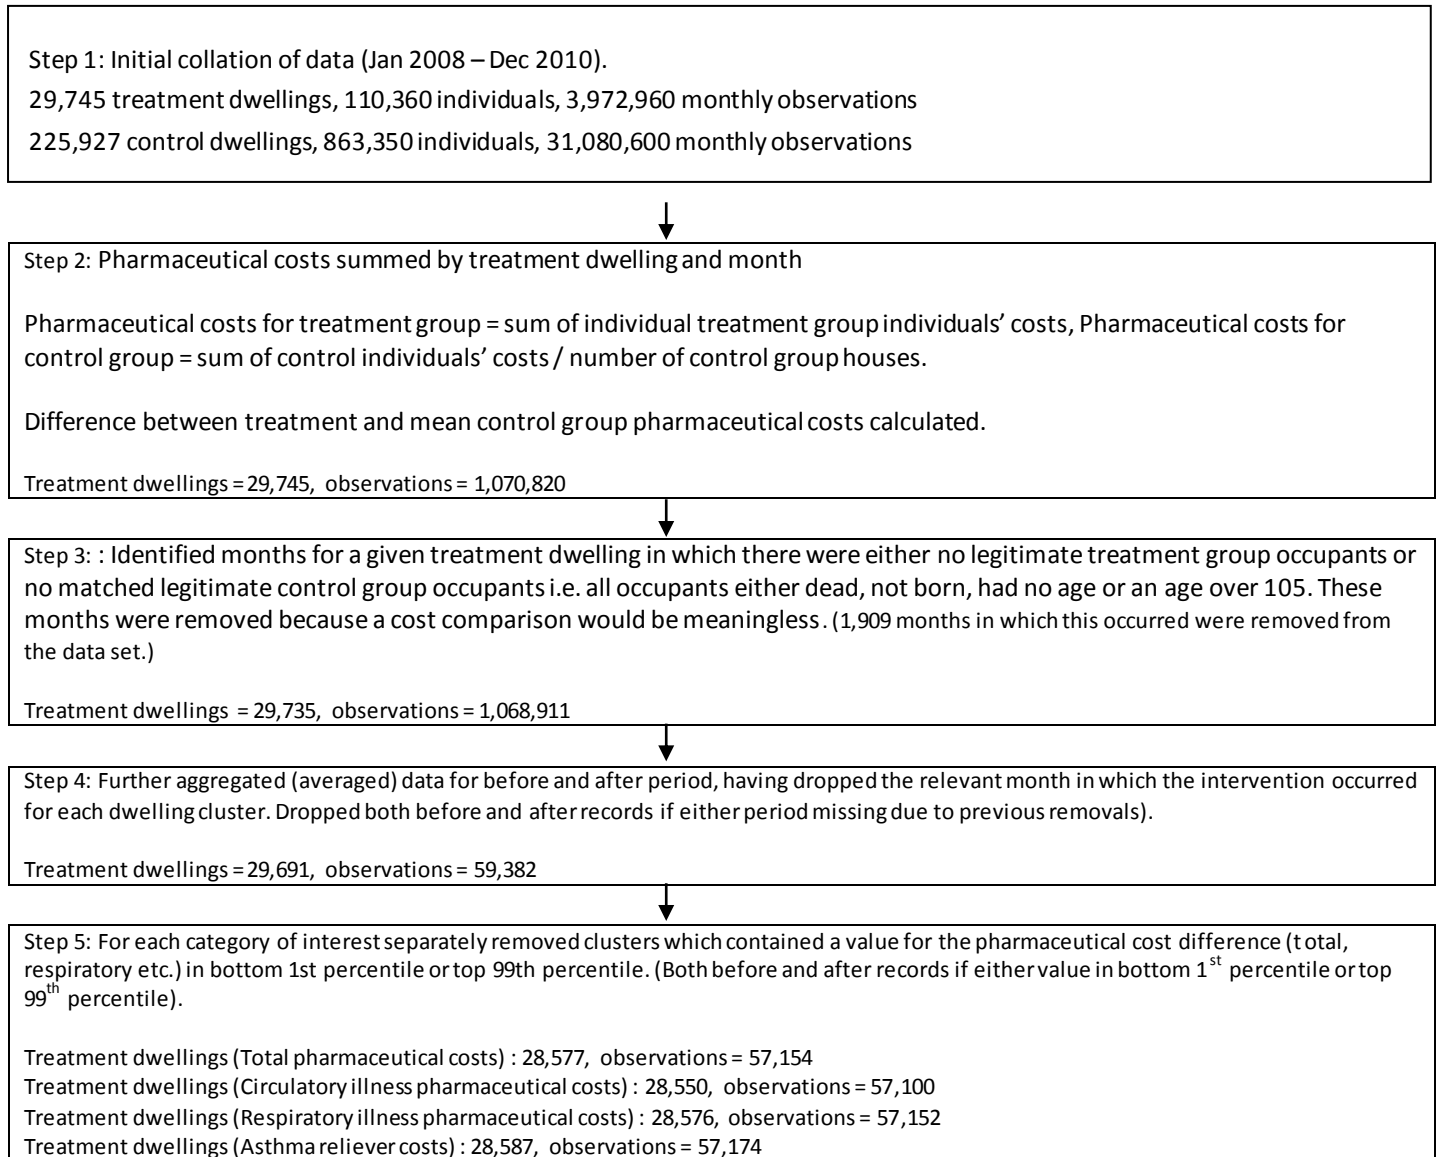 Step 1: Initial collation of data (Jan 2008 – Dec 2010).
29,745 treatment dwellings, 110,360 individuals, 3,972,960 monthly observations
225,927 control dwellings, 863,350 individuals, 31,080,600 monthly observations
Step 2: Pharmaceutical costs summed by treatment dwelling and month
Pharmaceutical costs for treatment group = sum of individual treatment group individuals’ costs, Pharmaceutical costs for
control group = sum of control individuals’ costs / number of control group houses.
Difference between treatment and mean control group pharmaceutical costs calculated.
Treatment dwellings = 29,745, observations = 1,070,820
Step 3: : Identified months for a given treatment dwelling in which there were either no legitimate treatment group occupants or
no matched legitimate control group occupants i.e. all occupants either dead, not born, had no age or an age over 105. These
months were removed because a cost comparison would be meaningless. (1,909 months in which this occurred were removed from
the data set.)
Treatment dwellings = 29,735, observations = 1,068,911
Step 4: Further aggregated (averaged) data for before and after period, having dropped the relevant month in which the intervention occurred
for each dwelling cluster. Dropped both before and after records if either period missing due to previous removals).
Treatment dwellings = 29,691, observations = 59,382
Step 5: For each category of interest separately removed clusters which contained a value for the pharmaceutical cost difference (total,
respiratory etc.) in bottom 1st percentile or top 99th percentile. (Both before and after records if either value in bottom 1st percentile or top
99th percentile).
Treatment dwellings (Total pharmaceutical costs) : 28,577, observations = 57,154
Treatment dwellings (Circulatory illness pharmaceutical costs) : 28,550, observations = 57,100
Treatment dwellings (Respiratory illness pharmaceutical costs) : 28,576, observations = 57,152
Treatment dwellings (Asthma reliever costs) : 28,587, observations = 57,174